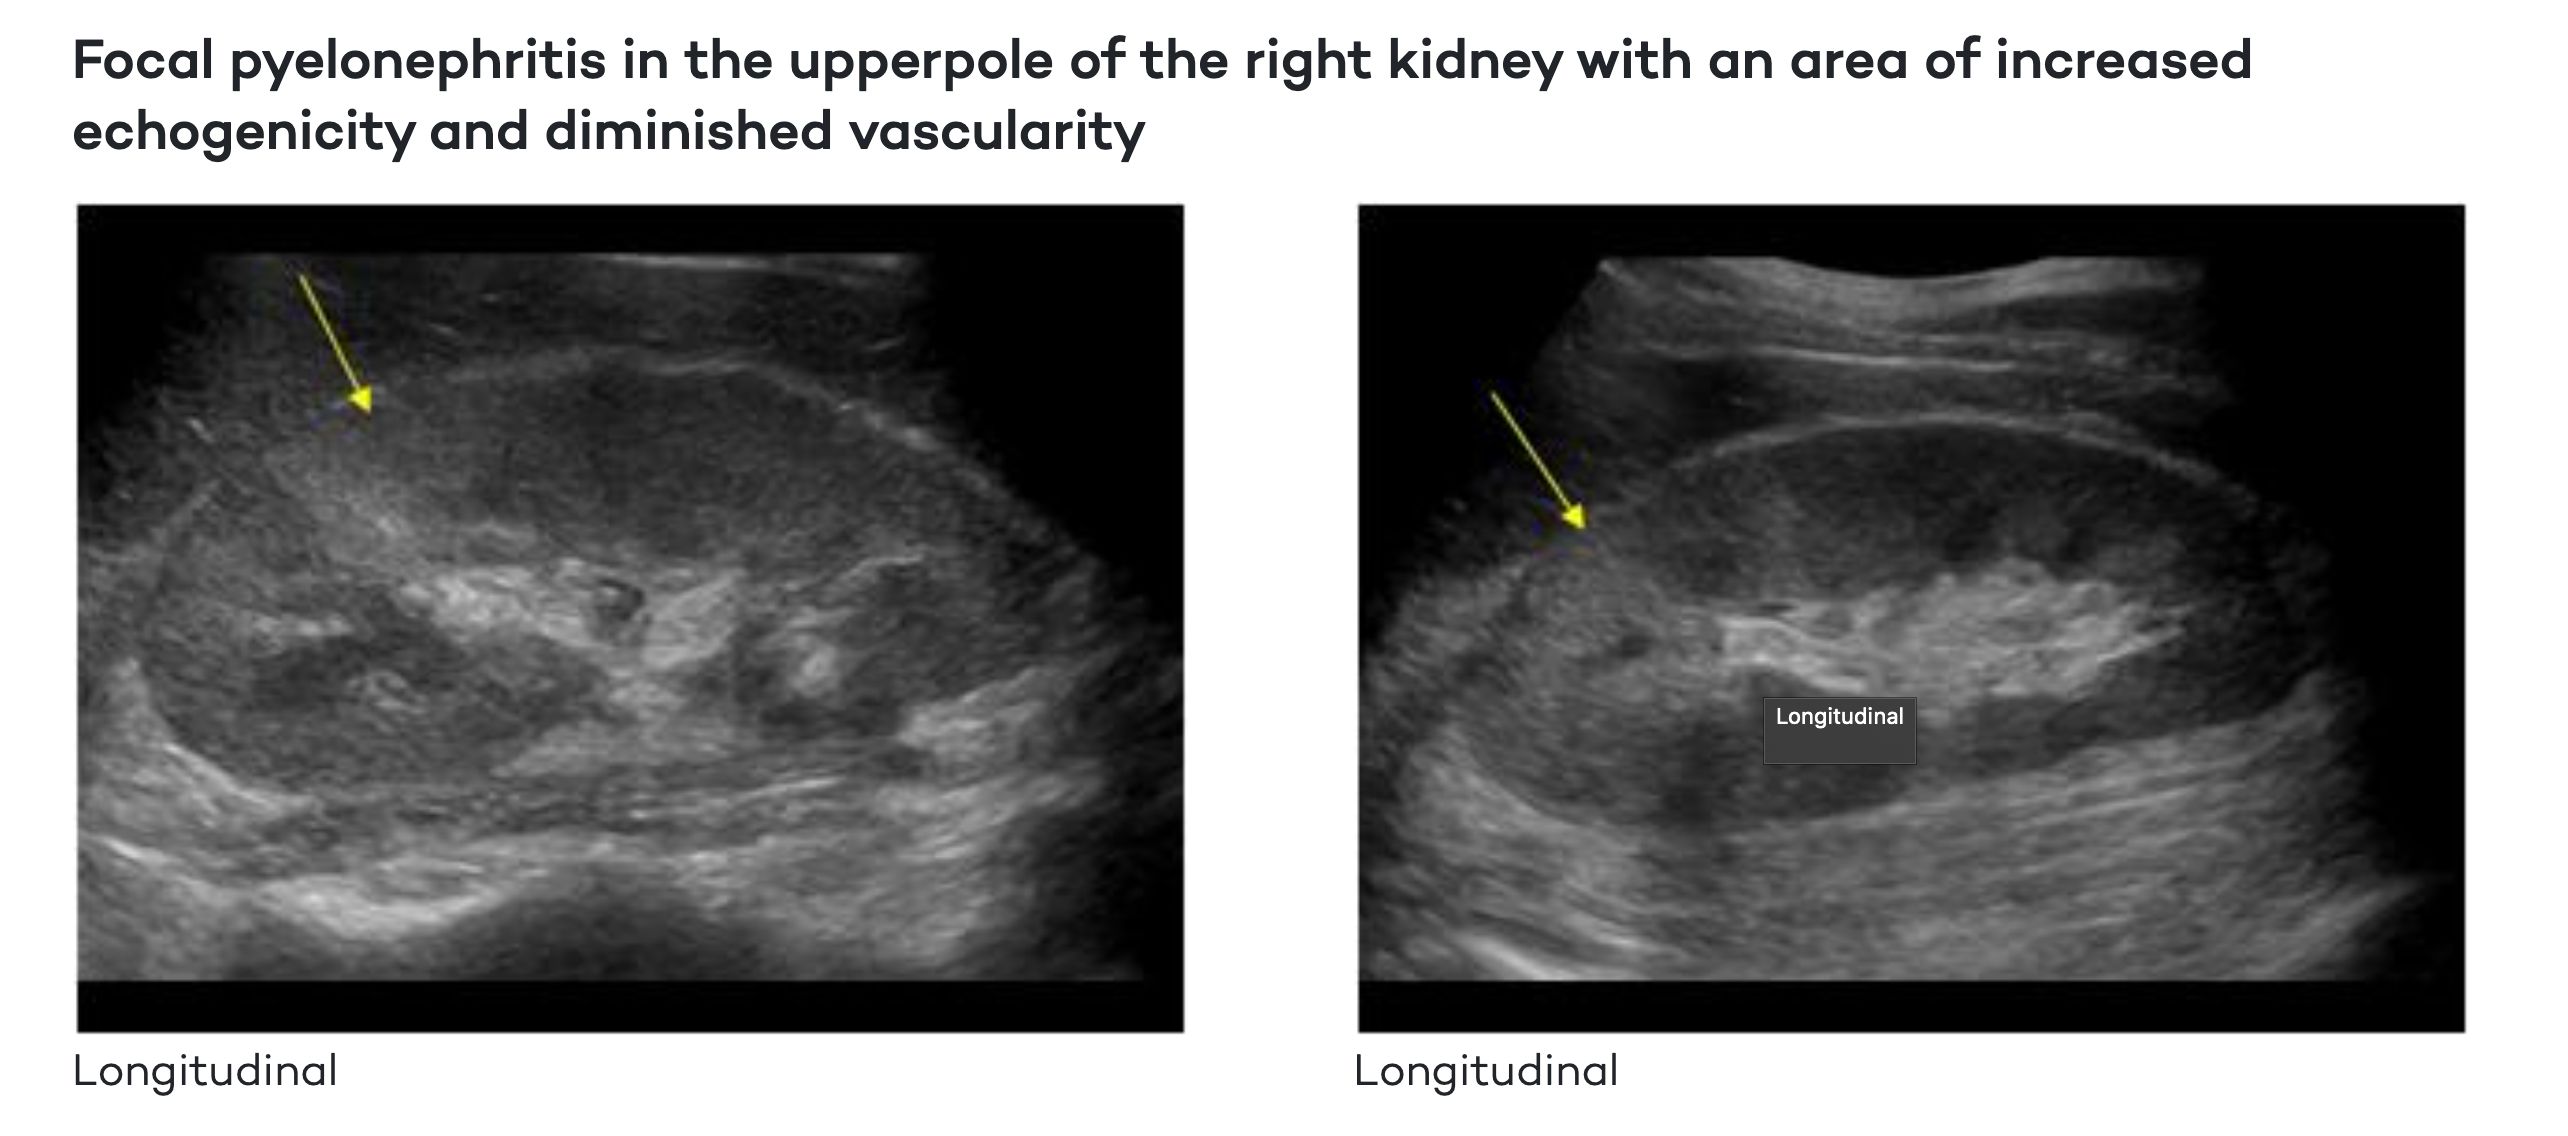 Focal pyelonephritis in the upperpole of the right kidney with an area of increased
echogenicity and diminished vascularity
Longitudinal
Longitudinal
Longitudinal